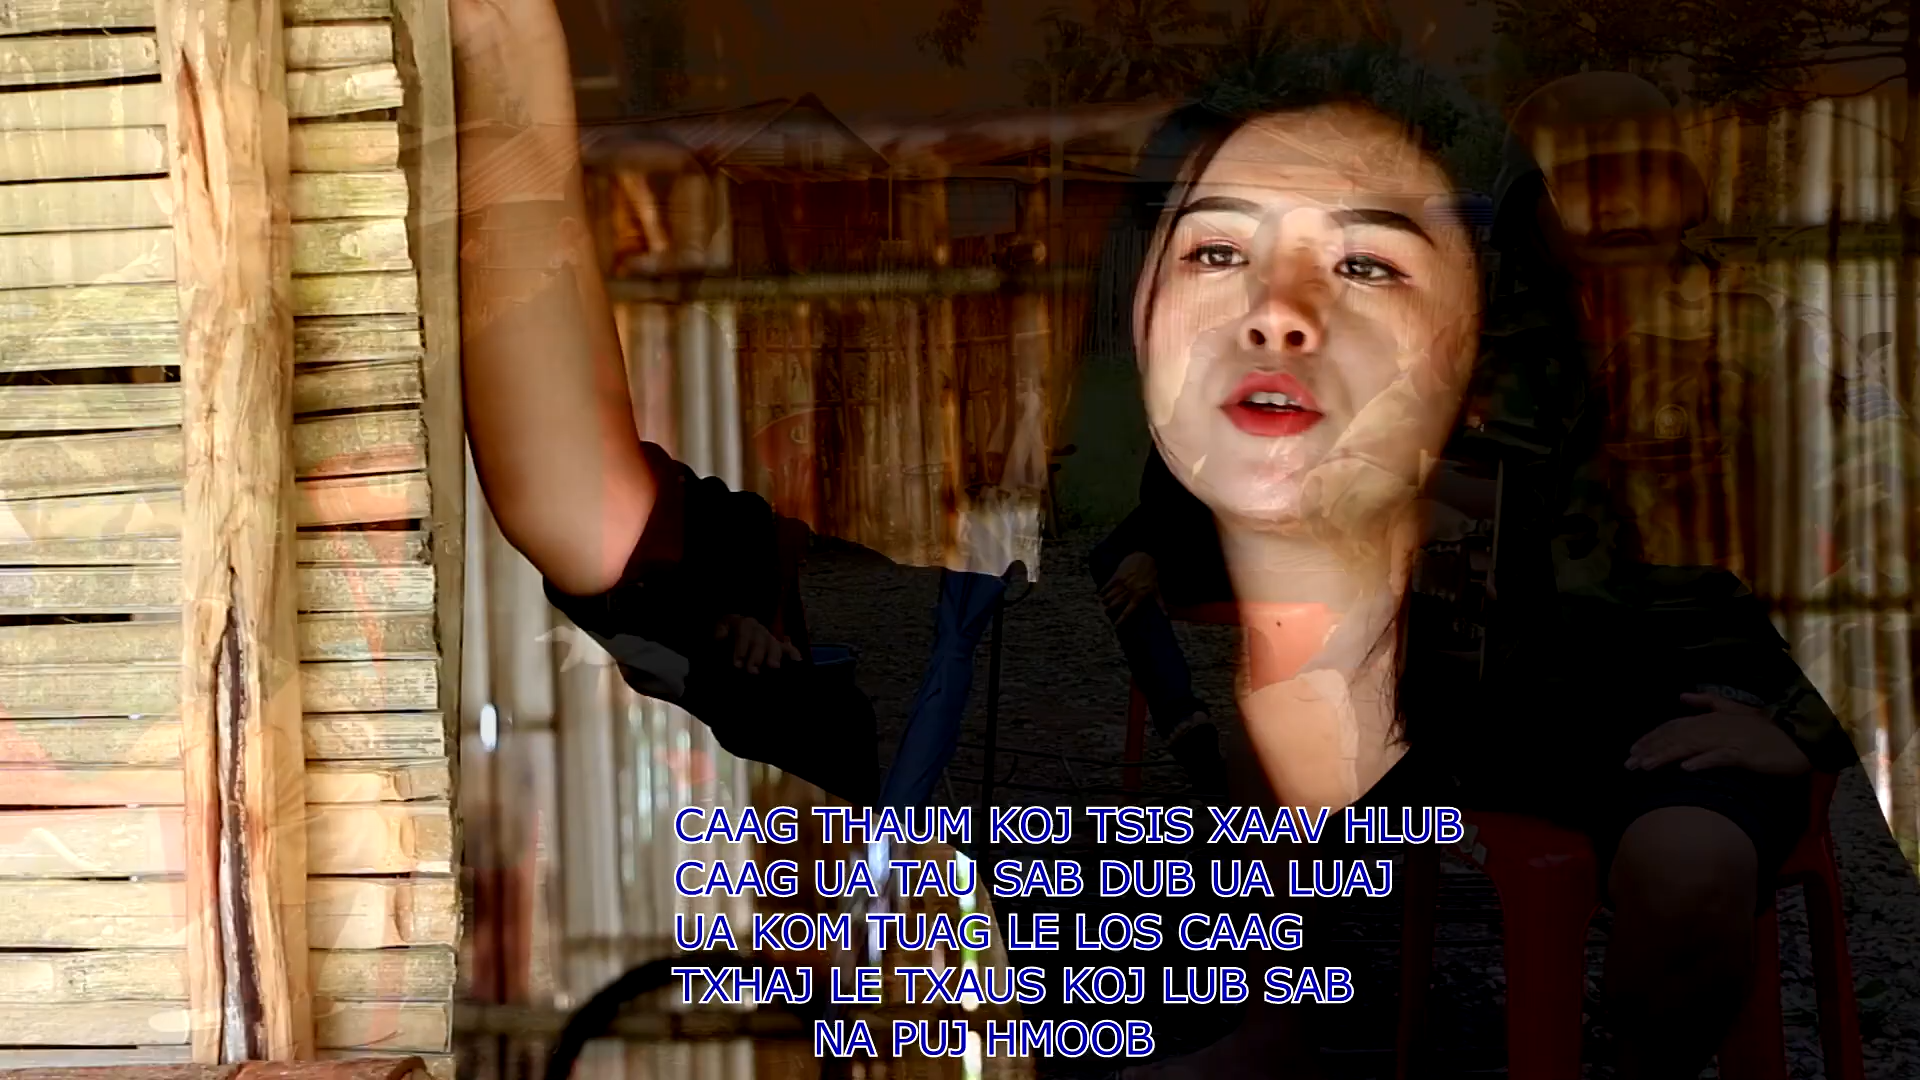 CAAG THAUM KOJ TSIS XAAV HLUB
CAAG UA TAU SAB DUB UA LUAJ
UA KOM TUAG LE LOS CAAG
TXHAJ LE TXAUS KOJ LUB SAB
NA PUJ HMOOB